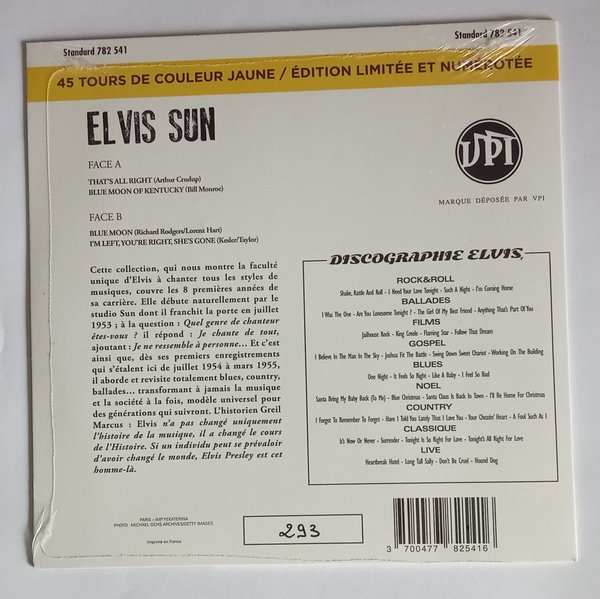 Standard 782 541
Standard 782 541
45 TOURS DE COULEUR JAUNE / ÉDITION LIMITÉE ET NUMÉROTÉE
ELVIS SUN
FACE A
THAT'S ALL RIGHT (Arthur Crudup)
BLUE MOON OF KENTUCKY (Bill Monroe)
FACE B
BLUE MOON (Richard Rodgers/Lorenz Hart)
I'M LEFT, YOU'RE RIGHT, SHE'S GONE (Kesler/Taylor)
Cette collection, qui nous montre la faculté
unique d'Elvis à chanter tous les styles de
musiques, couvre les 8 premières années de
sa carrière. Elle débute naturellement par le
studio Sun dont il franchit la porte en juillet
1953 ; à la question : Quel genre de chanteur
êtes-vous ? il répond : Je chante de tout,
ajoutant : Je ne ressemble à personne... Et c'est
ainsi que, dès ses premiers enregistrements
qui s'étalent ici de juillet 1954 à mars 1955,
il aborde et revisite totalement blues, country,
ballades... transformant à jamais la musique
et la société à la fois, modèle universel pour
des générations qui suivront. L'historien Greil
Marcus : Elvis n'a pas changé uniquement
l'histoire de la musique, il a changé le cours
de l'Histoire. Si un individu peut se prévaloir
d'avoir changé le monde, Elvis Presley est cet
homme-là.
VPI
MARQUE DÉPOSÉE PAR VPI
DISCOGRAPHIE ELVIS
ROCK&ROLL
Shake, Rattle And Roll - I Need Your Love Tonight - Such A Night - I'm Coming Home
BALLADES
I Was The One - Are You Lonesome Tonight ? - The Girl Of My Best Friend - Anything That's Part Of You
FILMS
Jailhouse Rock - King Creole - Flaming Star - Follow That Dream
GOSPEL
I Believe In The Man In The Sky - Joshua Fit The Battle - Swing Down Sweet Chariot - Working On The Building
BLUES
One Night - It Feels So Right - Like A Baby - I Feel So Bad
NOEL
Santa Bring My Baby Back (To Me) - Blue Christmas - Santa Claus Is Back In Town - I'll Be Home For Christmas
COUNTRY
I Forgot To Remember To Forget - Have I Told You Lately That I Love You - Your Cheatin' Heart - A Fool Such As I
CLASSIQUE
It's Now Or Never - Surrender - Tonight Is So Right For Love - Tonight's All Right For Love
LIVE
Heartbreak Hotel - Long Tall Sally - Don't Be Cruel - Hound Dog
PARIS - IMP'YEKATERINA
PHOTO : MICHAEL OCHS ARCHIVES/GETTY IMAGES
Imprimé en France
293
3 700477 825416